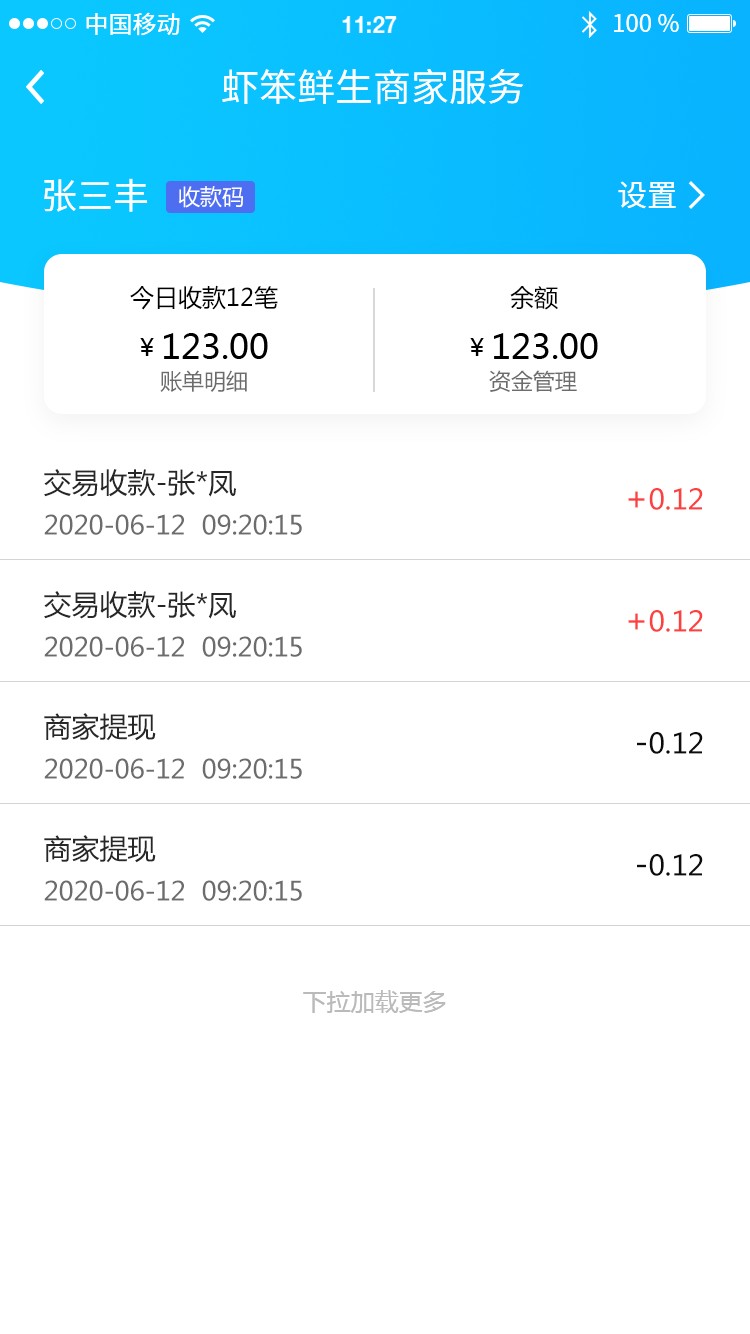 中国移动 11:27 100 %
虾笨鲜生商家服务
张三丰 收款码 设置
今日收款12笔 余额
¥ 123.00 ¥ 123.00
账单明细 资金管理
交易收款-张*凤
+0.12
2020-06-12 09:20:15
交易收款-张*凤
+0.12
2020-06-12 09:20:15
商家提现
-0.12
2020-06-12 09:20:15
商家提现
-0.12
2020-06-12 09:20:15
下拉加载更多